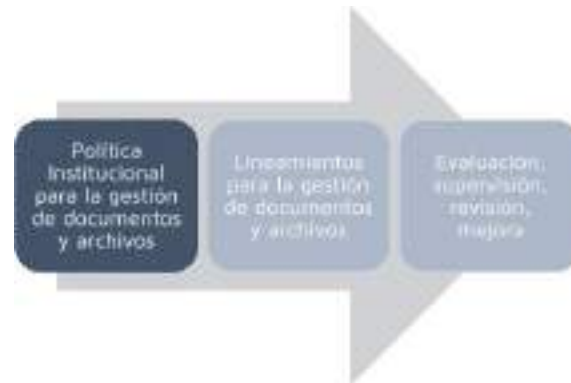 Política
Institucional
para la gestión
de documentos
y archivos
Lineamientos
para la gestión
de documentos
y archivos
Evaluación,
supervisión,
revisión,
mejora